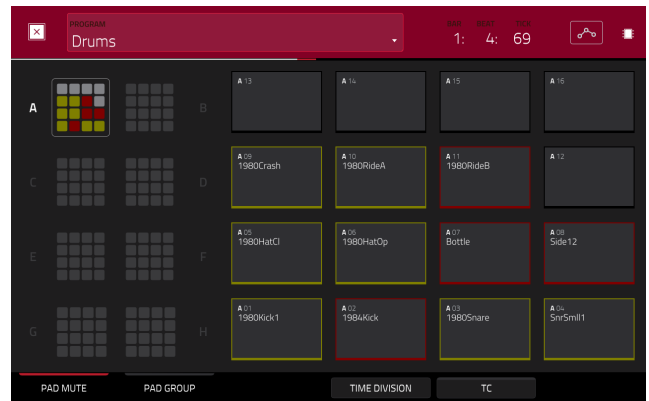 PROGRAM
Drums
BAR BEAT TICK
1: 4: 69
A
B
C
D
E
F
G
H
A 13
A 14
A 15
A 16
A 09
1980Crash
A 10
1980RideA
A 11
1980RideB
A 12
A 05
1980HatCl
A 06
1980HatOp
A 07
Bottle
A 08
Side12
A 01
1980Kick1
A 02
1984Kick
A 03
1980Snare
A 04
SnrSmll1
PAD MUTE
PAD GROUP
TIME DIVISION
TC